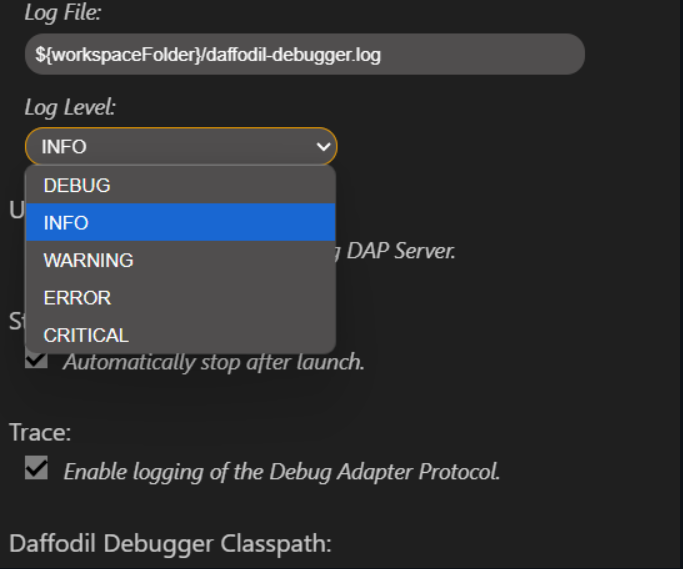 Log File:
${workspaceFolder}/daffodil-debugger.log
Log Level:
INFO
DEBUG
INFO
WARNING
ERROR
CRITICAL
DAP Server.
Automatically stop after launch.
Trace:
Enable logging of the Debug Adapter Protocol.
Daffodil Debugger Classpath: